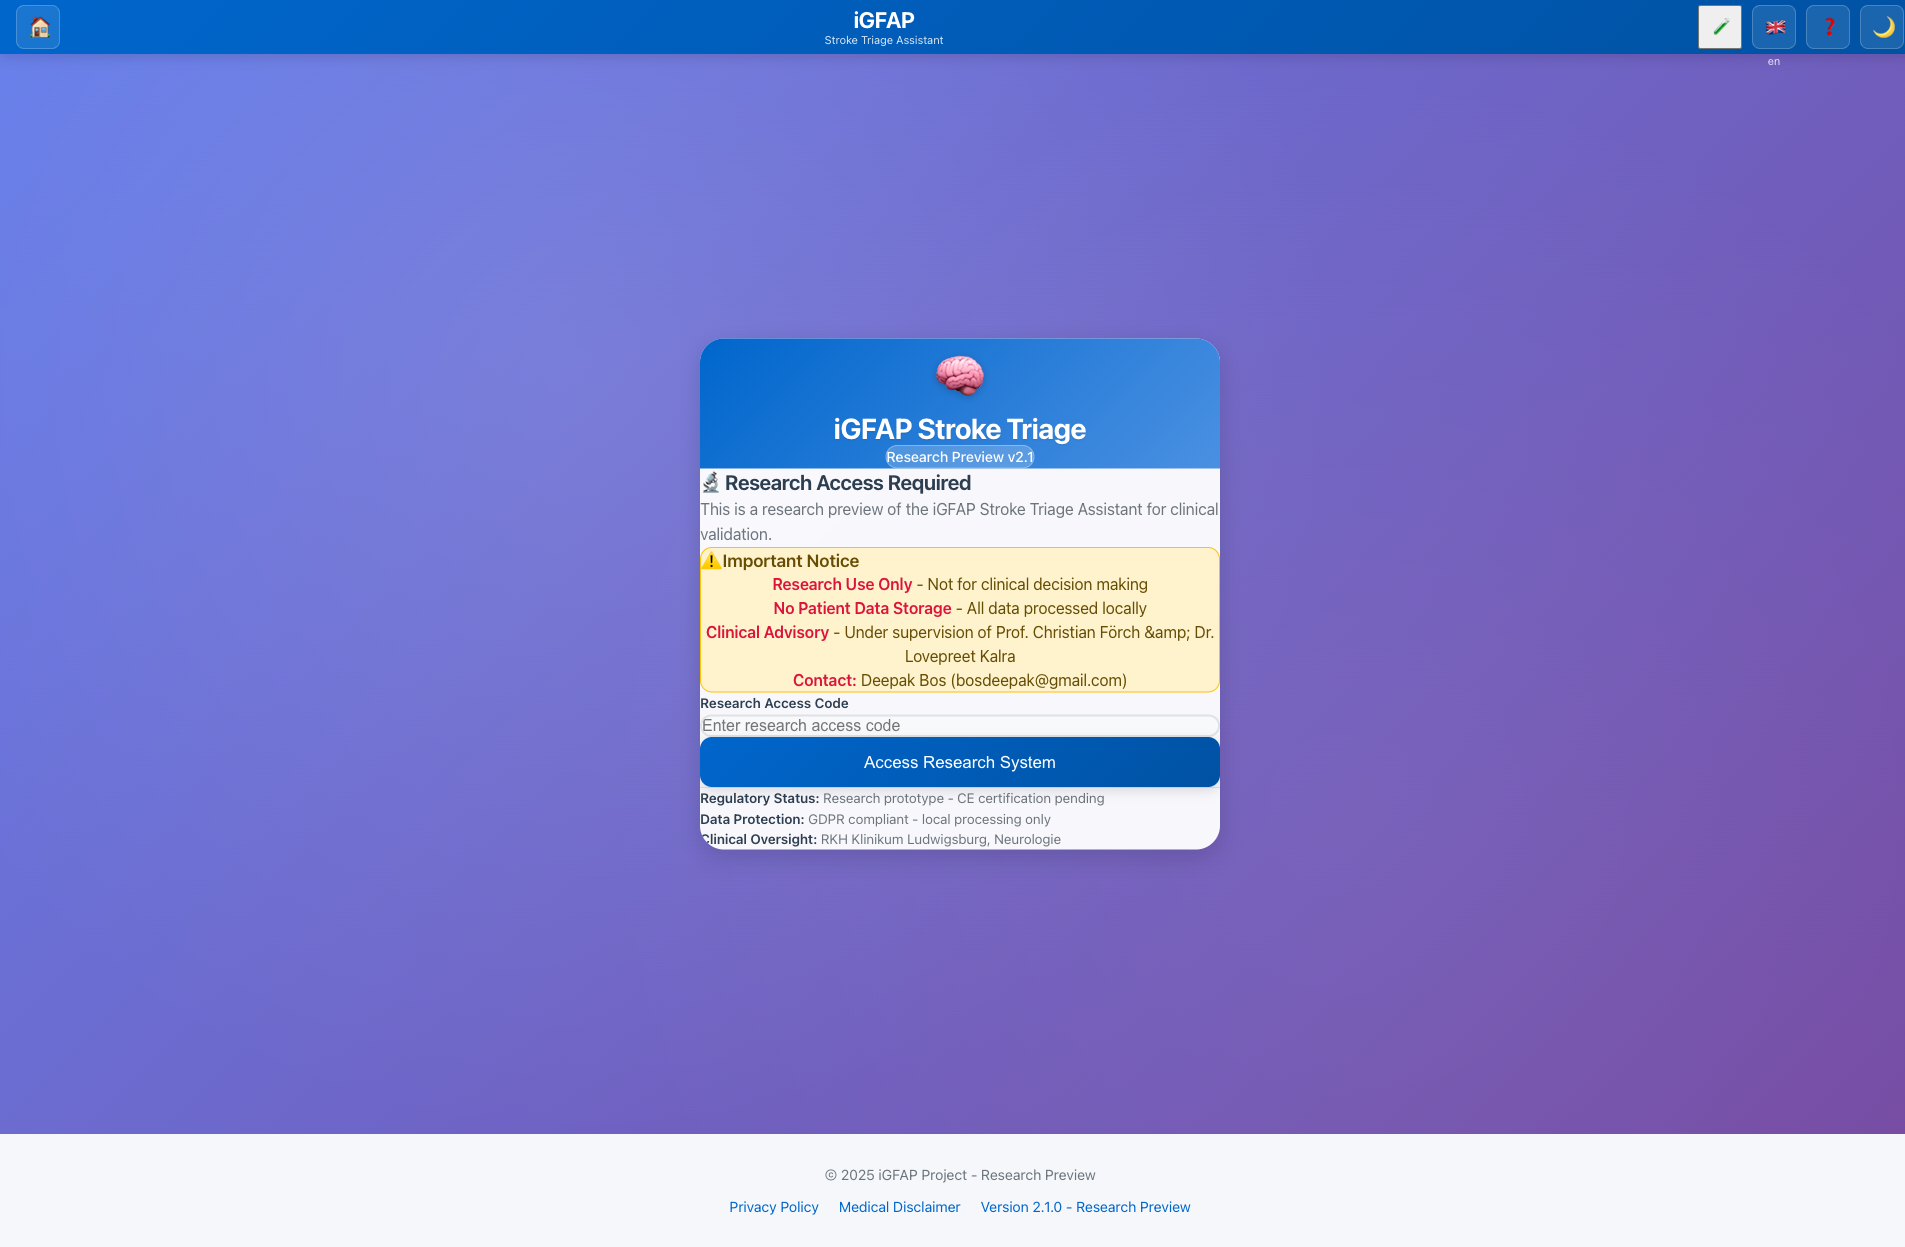 iGFAP
Stroke Triage Assistant
en
iGFAP Stroke Triage
Research Preview v2.1
Research Access Required
This is a research preview of the iGFAP Stroke Triage Assistant for clinical
validation.
Important Notice
Research Use Only - Not for clinical decision making
No Patient Data Storage - All data processed locally
Clinical Advisory - Under supervision of Prof. Christian Förch &amp; Dr.
Lovepreet Kalra
Contact: Deepak Bos (bosdeepak@gmail.com)
Research Access Code
Enter research access code
Access Research System
Regulatory Status: Research prototype - CE certification pending
Data Protection: GDPR compliant - local processing only
Clinical Oversight: RKH Klinikum Ludwigsburg, Neurologie
© 2025 iGFAP Project - Research Preview
Privacy Policy Medical Disclaimer Version 2.1.0 - Research Preview